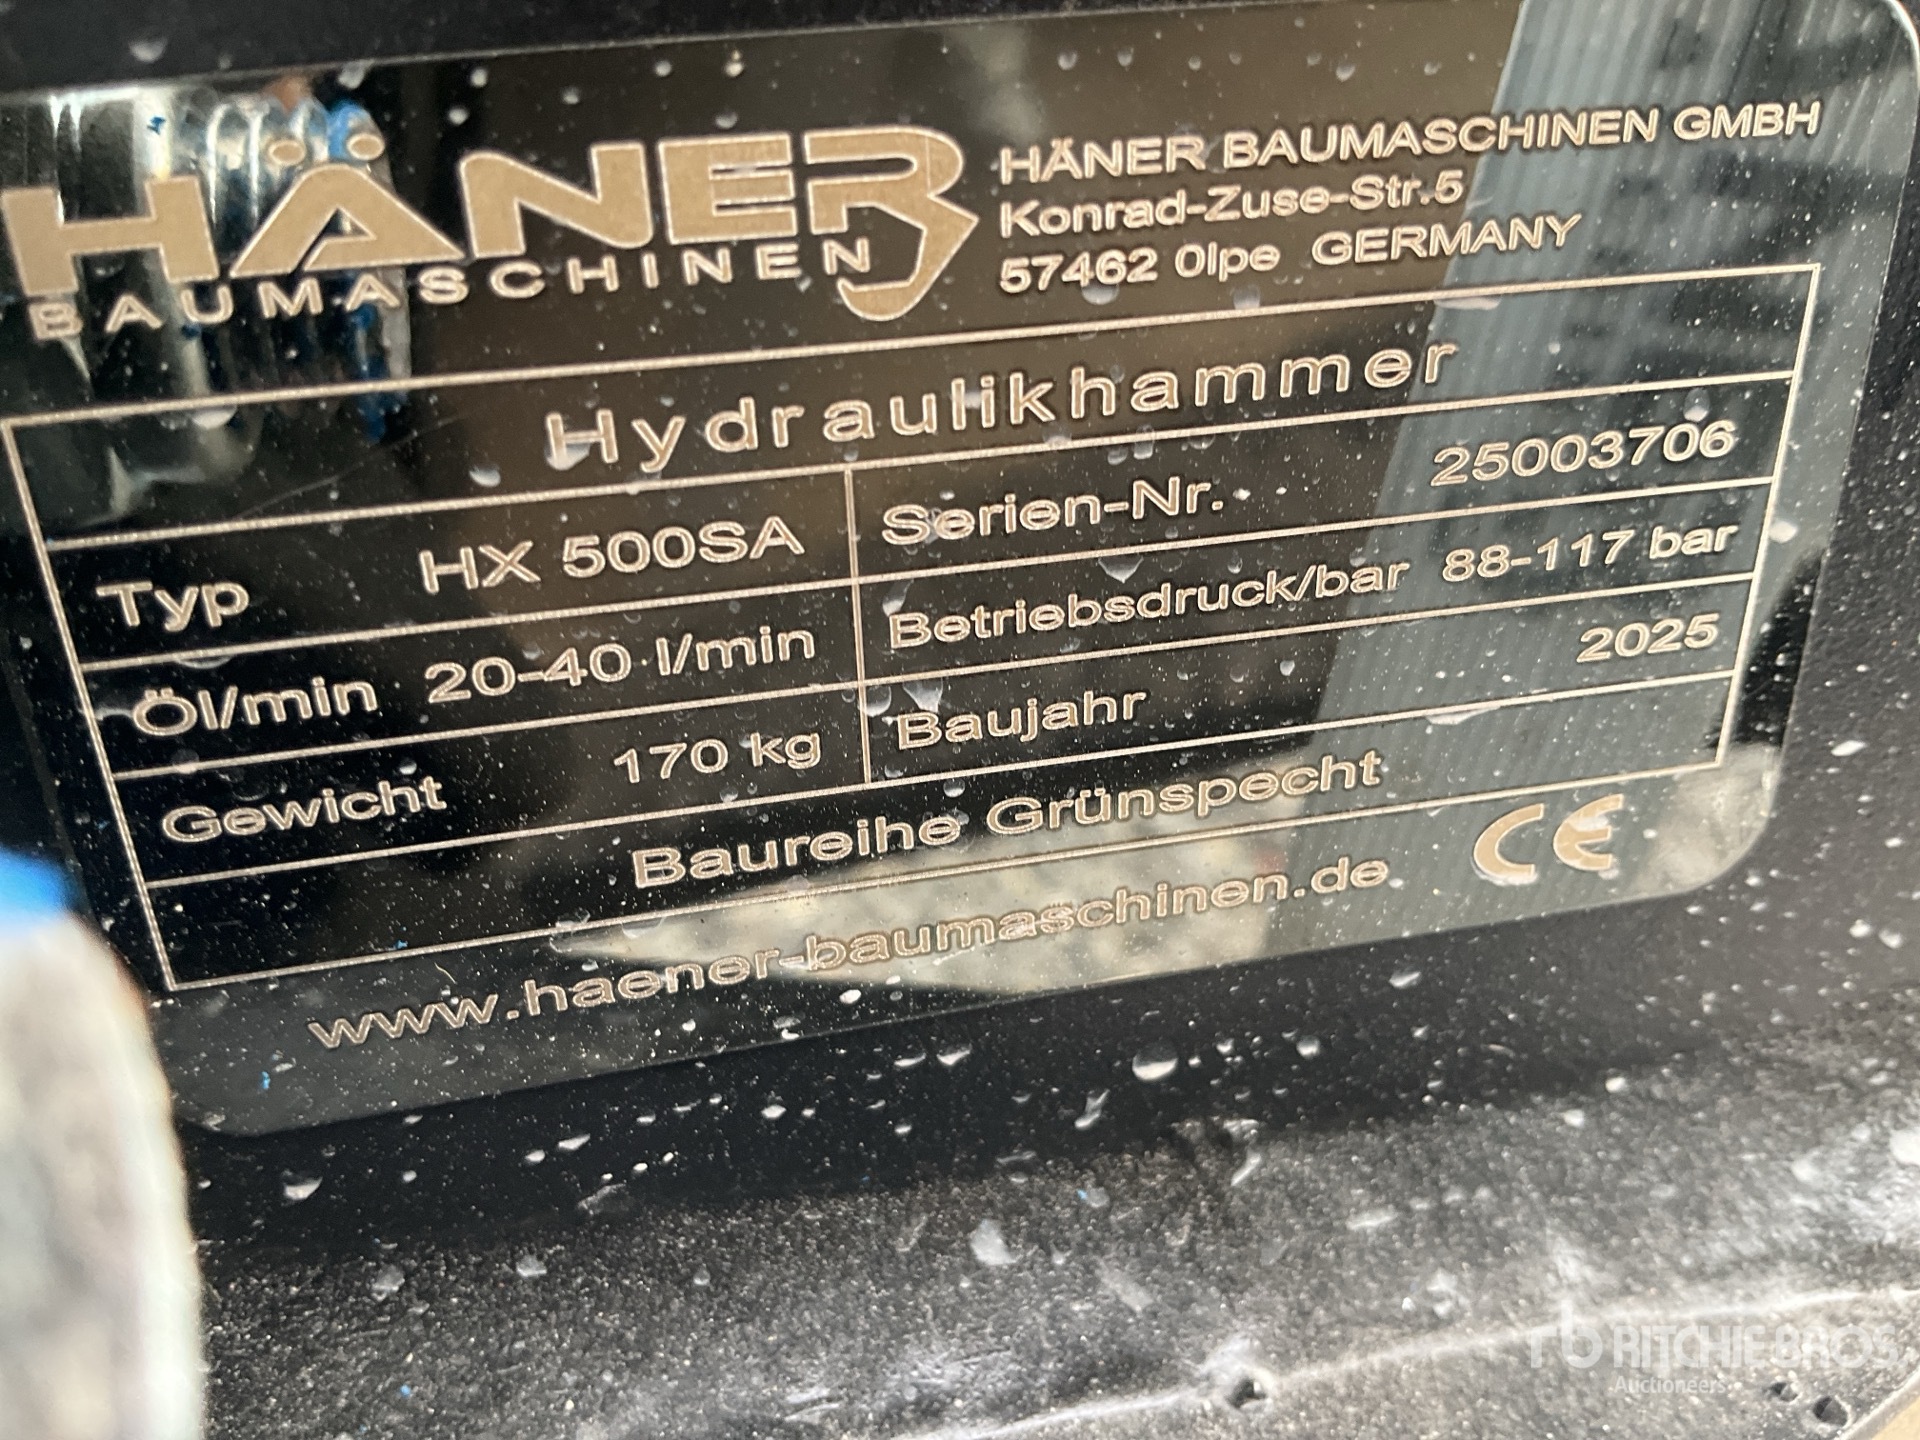 HÄNER
BAUMASCHINEN
HÄNER BAUMASCHINEN GMBH
Konrad-Zuse-Str.5
57462 Olpe GERMANY
Hydraulikhammer
Typ HX 500SA
Serien-Nr. 25003706
Öl/min 20-40 l/min
Betriebsdruck/bar 88-117 bar
Gewicht 170 kg
Baujahr 2025
Baureihe Grünspecht
www.haener-baumaschinen.de CE
rb RITCHIE BROS.
Auctioneers